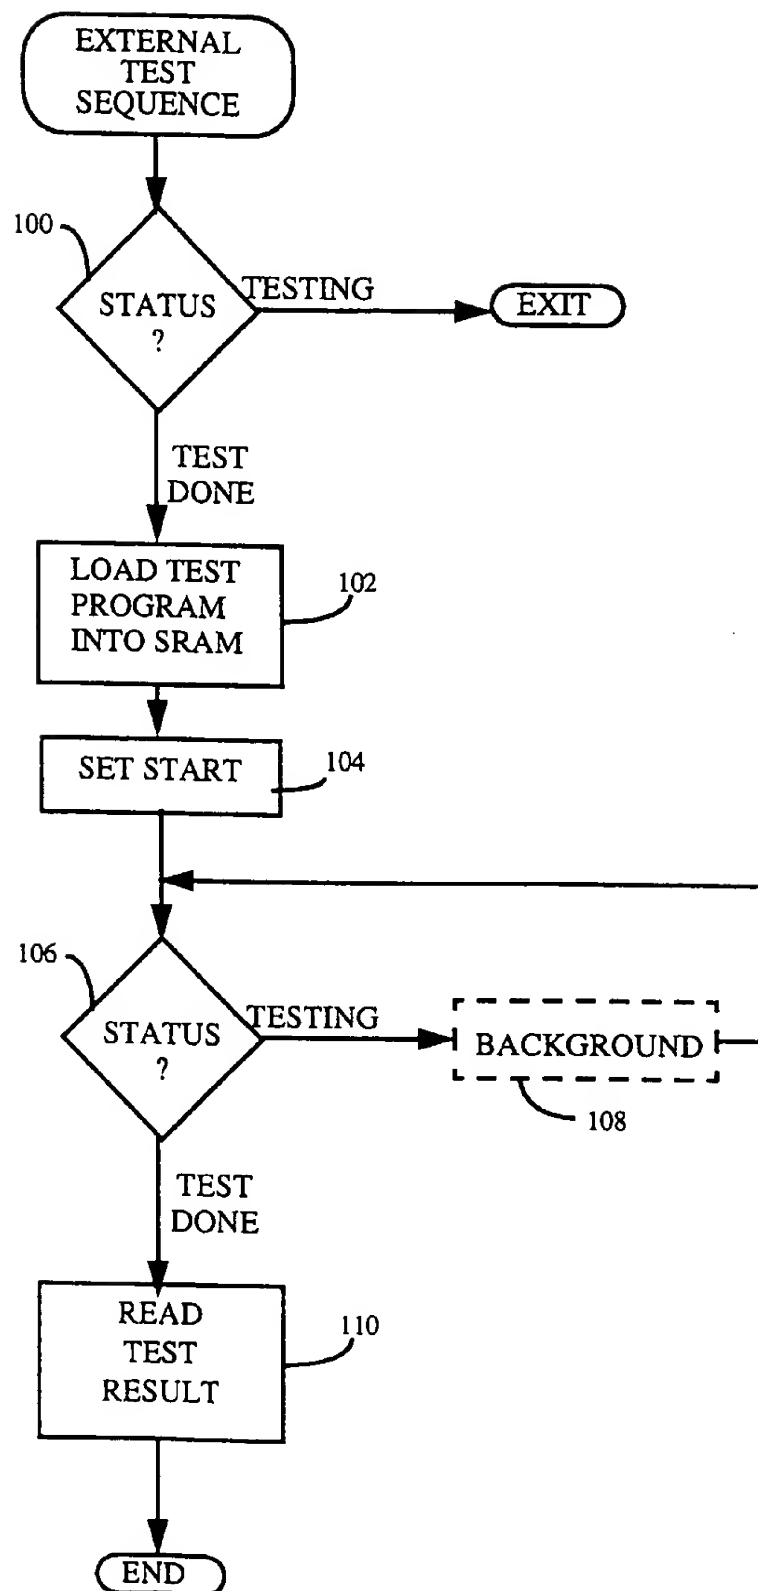 EXTERNAL
TEST
SEQUENCE
100
STATUS
?
TESTING
EXIT
TEST
DONE
LOAD TEST
PROGRAM
INTO SRAM
102
SET START
104
106
STATUS
?
TESTING
BACKGROUND
108
TEST
DONE
READ
TEST
RESULT
110
END